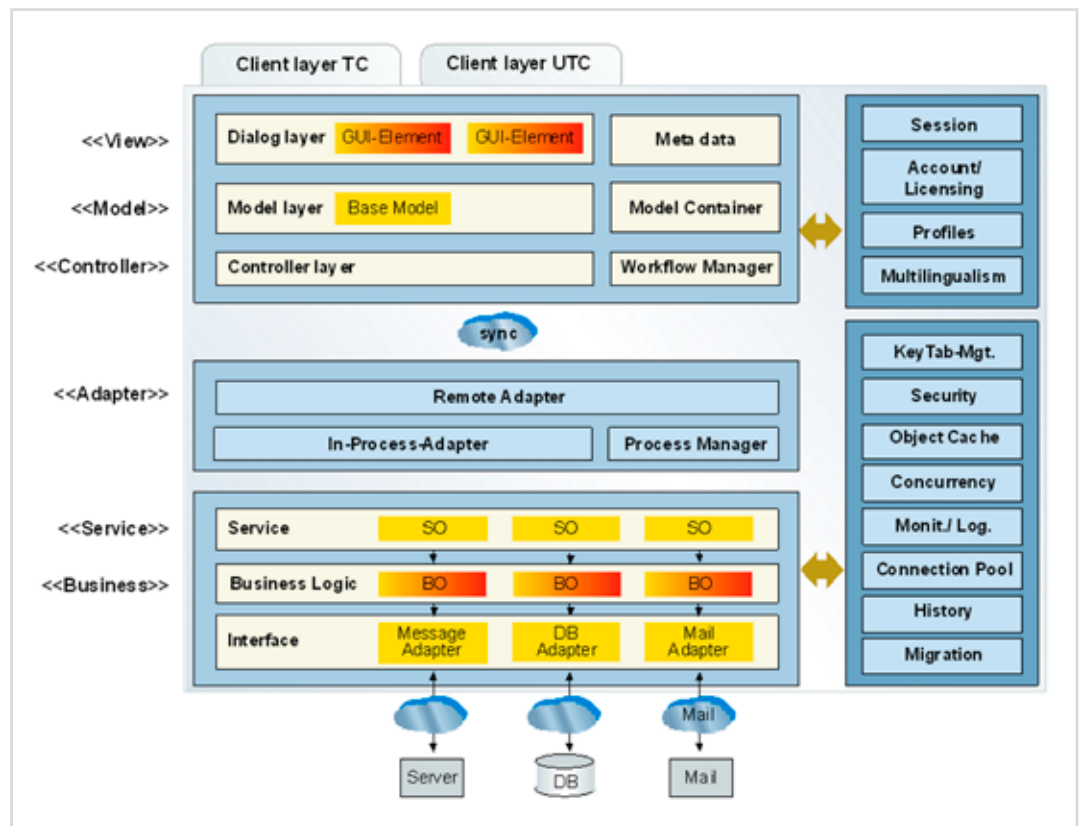 Client layer TC
Client layer UTC
<<View>>
Dialog layer
GUI-Element
GUI-Element
Meta data
<<Model>>
Model layer
Base Model
Model Container
<<Controller>>
Controller layer
Workflow Manager
Session
Account/
Licensing
Profiles
Multilingualism
sync
<<Adapter>>
Remote Adapter
In-Process-Adapter
Process Manager
<<Service>>
Service
SO
SO
SO
<<Business>>
Business Logic
BO
BO
BO
Interface
Message
Adapter
DB
Adapter
Mail
Adapter
KeyTab-Mgt.
Security
Object Cache
Concurrency
Monit./ Log.
Connection Pool
History
Migration
Mail
Server
DB
Mail